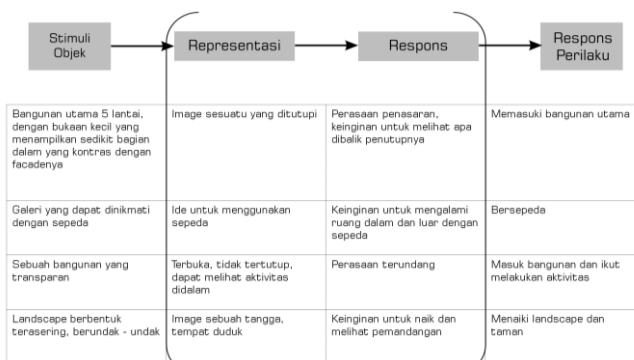 Stimuli
Objek
Representasi
Respons
Respons
Perilaku
Bangunan utama 5 lantai,
dengan bukaan kecil yang
menampilkan sedikit bagian
dalam yang kontras dengan
facadenya
Image sesuatu yang ditutupi
Perasaan penasaran,
keinginan untuk melihat apa
dibalik penutupnya
Memasuki bangunan utama
Galeri yang dapat dinikmati
dengan sepeda
Ide untuk menggunakan
sepeda
Keinginan untuk mengalami
ruang dalam dan luar dengan
sepeda
Bersepeda
Sebuah bangunan yang
transparan
Terbuka, tidak tertutup,
dapat melihat aktivitas
didalam
Perasaan terundang
Masuk bangunan dan ikut
melakukan aktivitas
Landscape berbentuk
terasering, berundak - undak
Image sebuah tangga,
tempat duduk
Keinginan untuk naik dan
melihat pemandangan
Menaiki landscape dan
taman